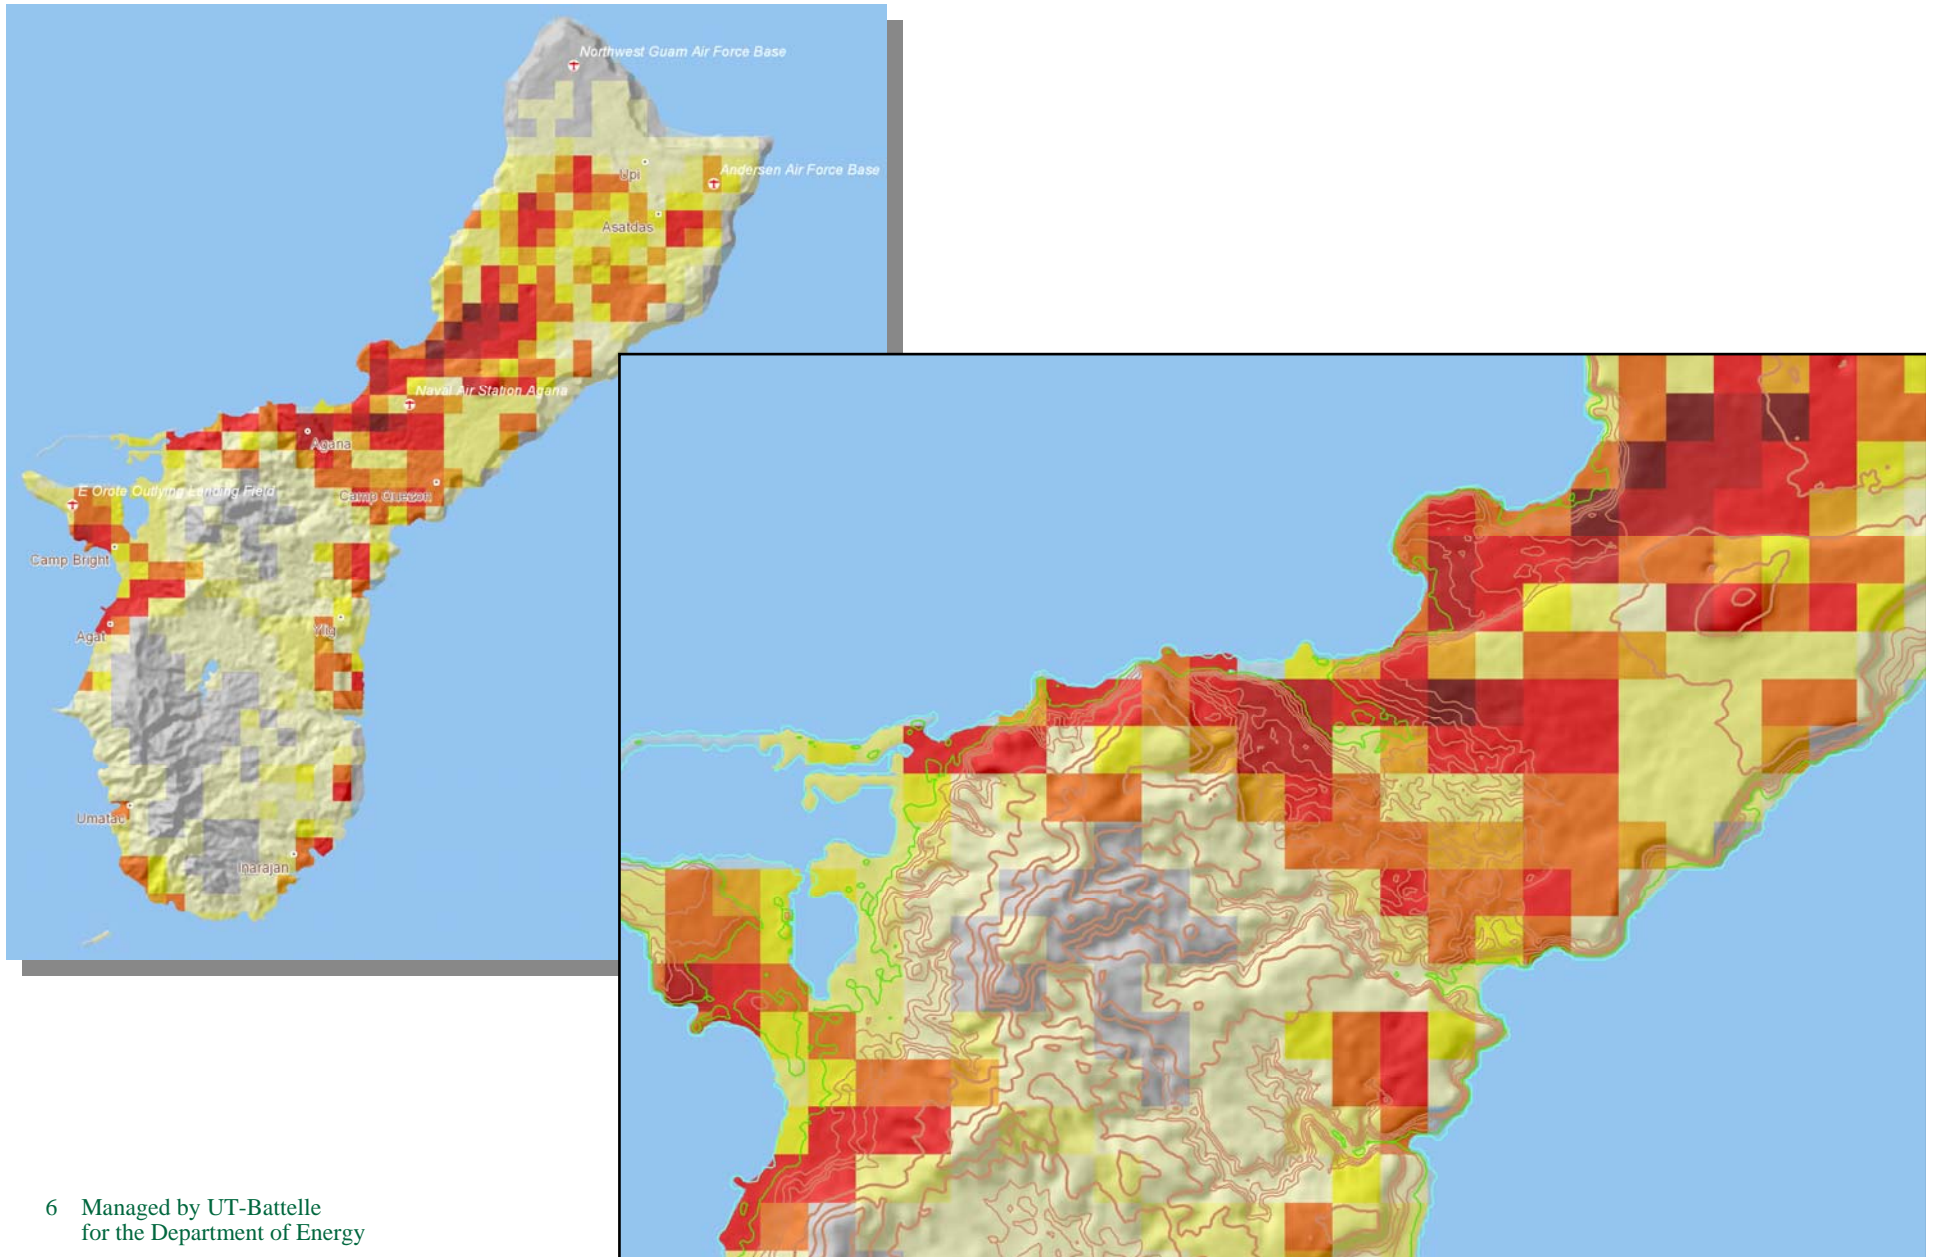 Northwest Guam Air Force Base
Upi
Andersen Air Force Base
Asatdas
Naval Air Station Agana
Agana
E Orote Outlying Landing Field
Camp Quezon
Camp Bright
Agat
Ylig
Umatac
Inarajan
6 Managed by UT-Battelle
for the Department of Energy